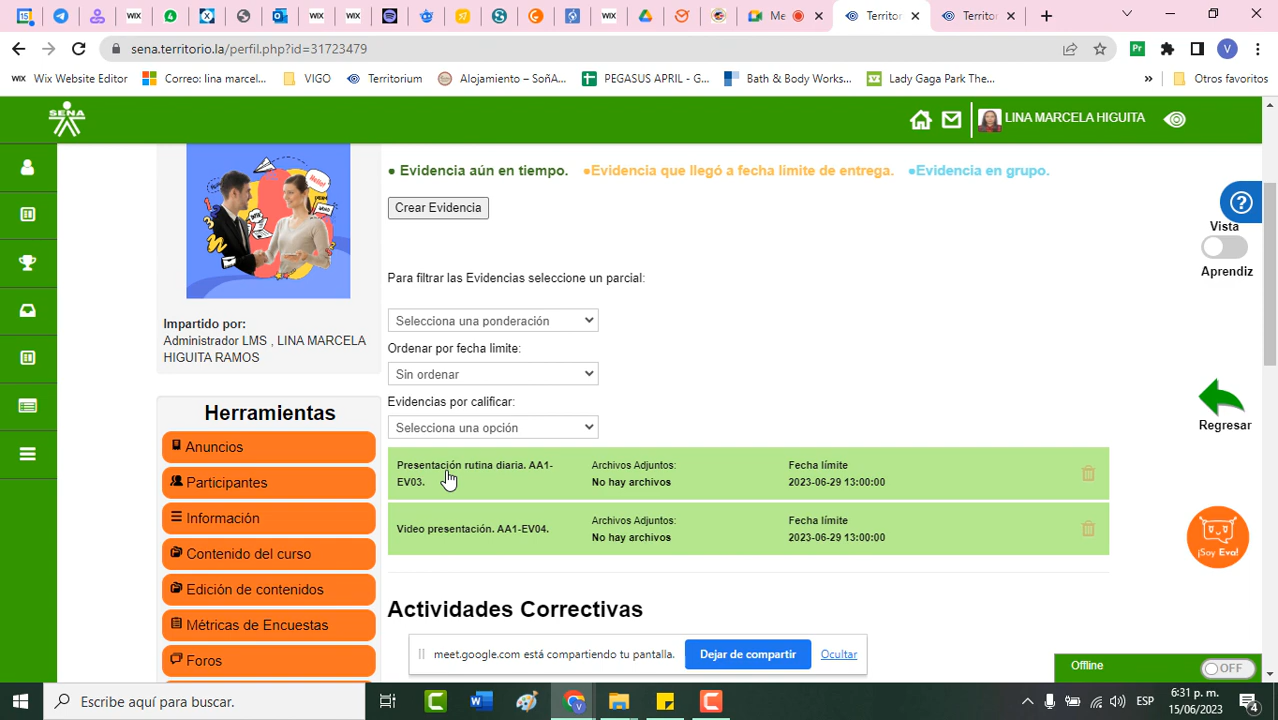 Me
Territor
Territor
sena.territorio.la/perfil.php?id=31723479
Wix Website Editor
Correo: lina marcel...
VIGO
Territorium
Alojamiento – SoñA...
PEGASUS APRIL - G...
Bath & Body Works...
Lady Gaga Park The...
»
Otros favoritos
SENA
LINA MARCELA HIGUITA
● Evidencia aún en tiempo. ●Evidencia que llegó a fecha límite de entrega. ●Evidencia en grupo.
Crear Evidencia
Vista
Aprendiz
Para filtrar las Evidencias seleccione un parcial:
Selecciona una ponderación
Ordenar por fecha limite:
Sin ordenar
Evidencias por calificar:
Selecciona una opción
Regresar
Impartido por:
Administrador LMS , LINA MARCELA
HIGUITA RAMOS
Herramientas
Anuncios
Participantes
Información
Contenido del curso
Edición de contenidos
Métricas de Encuestas
Foros
Presentación rutina diaria. AA1-
EV03.
Archivos Adjuntos:
No hay archivos
Fecha límite
2023-06-29 13:00:00
Video presentación. AA1-EV04.
Archivos Adjuntos:
No hay archivos
Fecha límite
2023-06-29 13:00:00
¡Soy Eva!
Actividades Correctivas
meet.google.com está compartiendo tu pantalla.
Dejar de compartir
Ocultar
Offline
OFF
Escribe aquí para buscar.
ESP
6:31 p. m.
15/06/2023
4